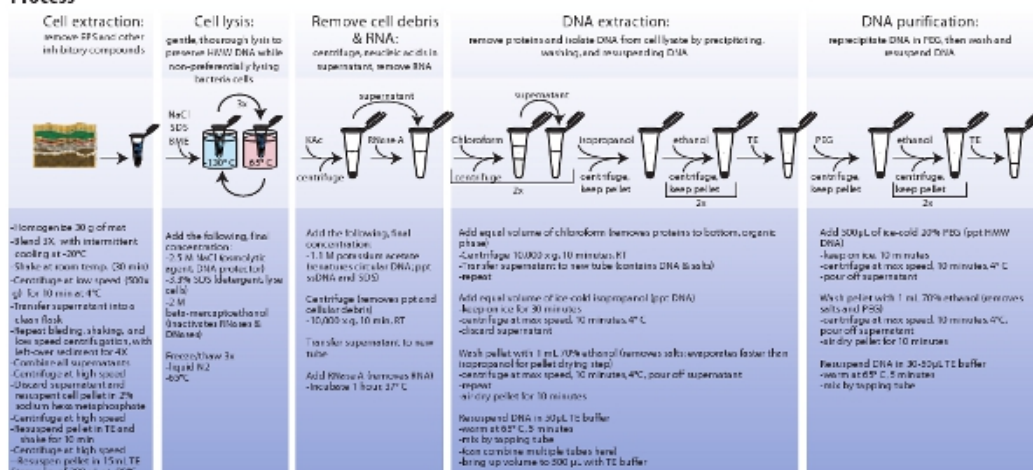 Process
Cell extraction:
remove EPS and other
inhibitory compounds
Cell lysis:
gentle, thourough lysis to
preserve HMW DNA while
non-preferentially lysing
bacteria cells
Remove cell debris
& RNA:
centrifuge, neucleic acids in
supernatant, remove RNA
DNA extraction:
remove proteins and isolate DNA from cell lysate by precipitating,
washing, and resuspending DNA
DNA purification:
reprecipitate DNA in PEG, then wash and
resuspend DNA
NaCl
SDS
BME
3x
-130° C
65° C
KAc
centrifuge
supernatant
RNase-A
Chloroform
centrifuge
supernatant
2x
isopropanol
centrifuge,
keep pellet
ethanol
centrifuge,
keep pellet
2x
TE
PEG
centrifuge,
keep pellet
ethanol
centrifuge,
keep pellet
2x
TE
-Homogenize 30 g of mat
-Blend 3X with intermittent
cooling at -20°C
-Shake at room temp. (30 min)
-Centrifuge at low speed (500x
g) for 10 min at 4°C
-Transfer supernatant into a
clean flask
-Repeat bleding, shaking, and
loss speed centrifugation, with
left-over sediment for 4X
-Combine all supernatants
-Centrifuge at high speed
-Discard supernatant and
resuspent cell pellet in 2%
sodium hexametaphosphate
-Centrifuge at high speed
-Resuspend pellet in TE and
shake for 10 min
-Centrifuge at high speed
-Resuspen pellet in 15mL TE
Add the following, final
concentration:
-2.5 M NaCl (osmolytic
agent, DNA protector)
-3.3% SDS (detergent, lyse
cells)
-2 M
beta-mercaptoethanol
(inactivates RNases &
DNases)
Freeze/thaw 3x
-liquid N2
-65°C
Add the following, final
concentration:
-1.1 M potassium acetate
(renatures circular DNA; ppt
ssDNA and SDS)
Centrifuge (removes ppt and
cellular debris)
-10,000 x g, 10 min, RT
Transfer supernatant to new
tube
Add RNase A (removes RNA)
-Incubate 1 hour 37° C
Add equal volume of chloroform (removes proteins to bottom, organic
phase)
-Centrifuge 10,000 x g, 10 minutes, RT
-Transfer supernatant to new tube (contains DNA & salts)
-repeat
Add equal volume of ice-cold isopropanol (ppt DNA)
-keep on ice for 30 minutes
-centrifuge at max speed, 10 minutes, 4° C
-discard supernatant
Wash pellet with 1 mL 70% ethanol (removes salts; evaporates faster then
isopropanol for pellet drying step)
-centrifuge at max speed, 10 minutes, 4°C, pour off supernatant
-repeat
-air dry pellet for 10 minutes
Resuspend DNA in 50µL TE buffer
-warm at 65° C, 5 minutes
-mix by tapping tube
-(can combine multiple tubes here)
-bring up volume to 500 µL with TE buffer
Add 500µL of ice-cold 20% PEG (ppt HMW
DNA)
-keep on ice, 10 minutes
-centrifuge at max speed, 10 minutes, 4° C
-pour off supernatant
Wash pellet with 1 mL 70% ethanol (removes
salts and PEG)
-centrifuge at max speed, 10 minutes, 4°C,
pour off supernatant
-air dry pellet for 10 minutes
Resuspend DNA in 30-50µL TE buffer
-warm at 65° C, 5 minutes
-mix by tapping tube